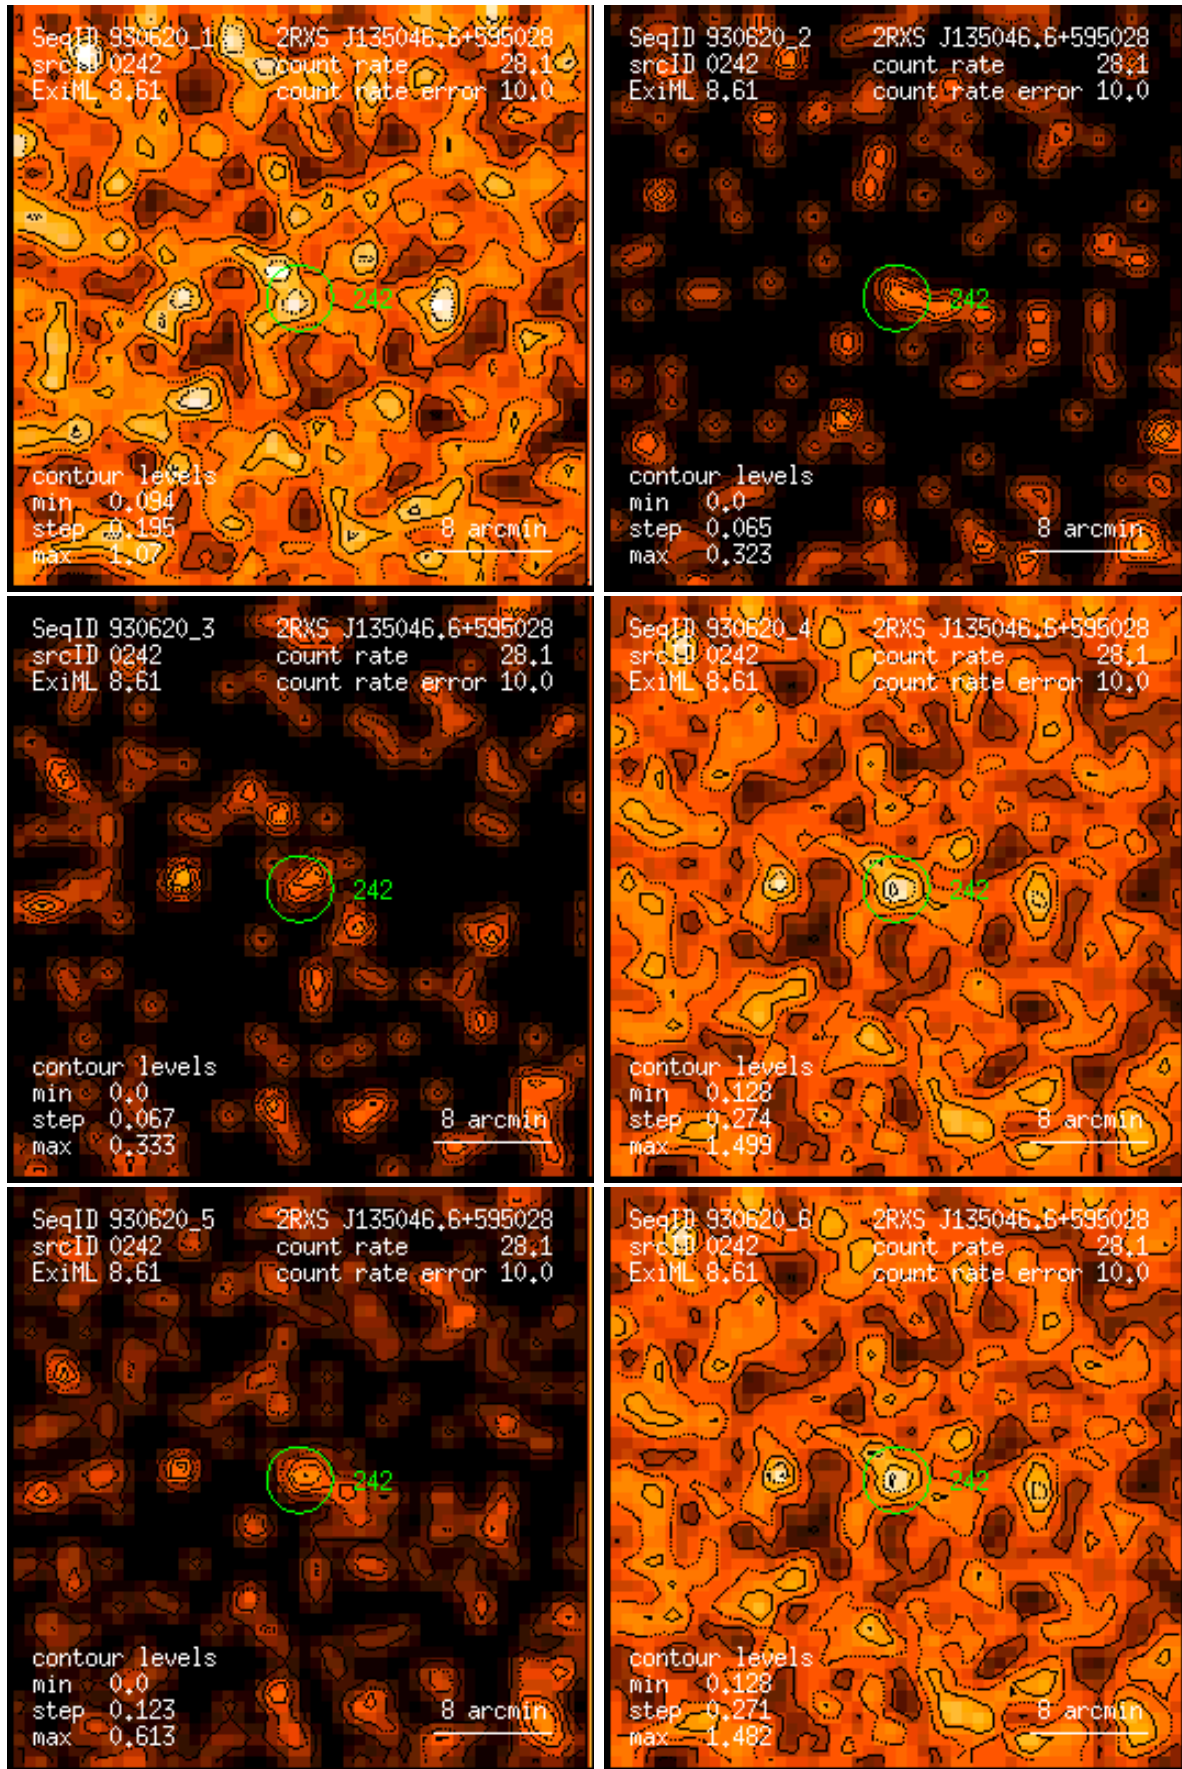 SeqID 930620_1 2RXS J135046.6+595028
srcID 0242 count rate 28.1
ExiML 8.61 count rate error 10.0
242
contour levels
min 0.094
step 0.195 8 arcmin
max 1.07
SeqID 930620_2 2RXS J135046.6+595028
srcID 0242 count rate 28.1
ExiML 8.61 count rate error 10.0
242
contour levels
min 0.0
step 0.065 8 arcmin
max 0.323
SeqID 930620_3 2RXS J135046.6+595028
srcID 0242 count rate 28.1
ExiML 8.61 count rate error 10.0
242
contour levels
min 0.0
step 0.067 8 arcmin
max 0.333
SeqID 930620_4 2RXS J135046.6+595028
srcID 0242 count rate 28.1
ExiML 8.61 count rate error 10.0
242
contour levels
min 0.128
step 0.274 8 arcmin
max 1.499
SeqID 930620_5 2RXS J135046.6+595028
srcID 0242 count rate 28.1
ExiML 8.61 count rate error 10.0
242
contour levels
min 0.0
step 0.123 8 arcmin
max 0.613
SeqID 930620_6 2RXS J135046.6+595028
srcID 0242 count rate 28.1
ExiML 8.61 count rate error 10.0
242
contour levels
min 0.128
step 0.271 8 arcmin
max 1.482